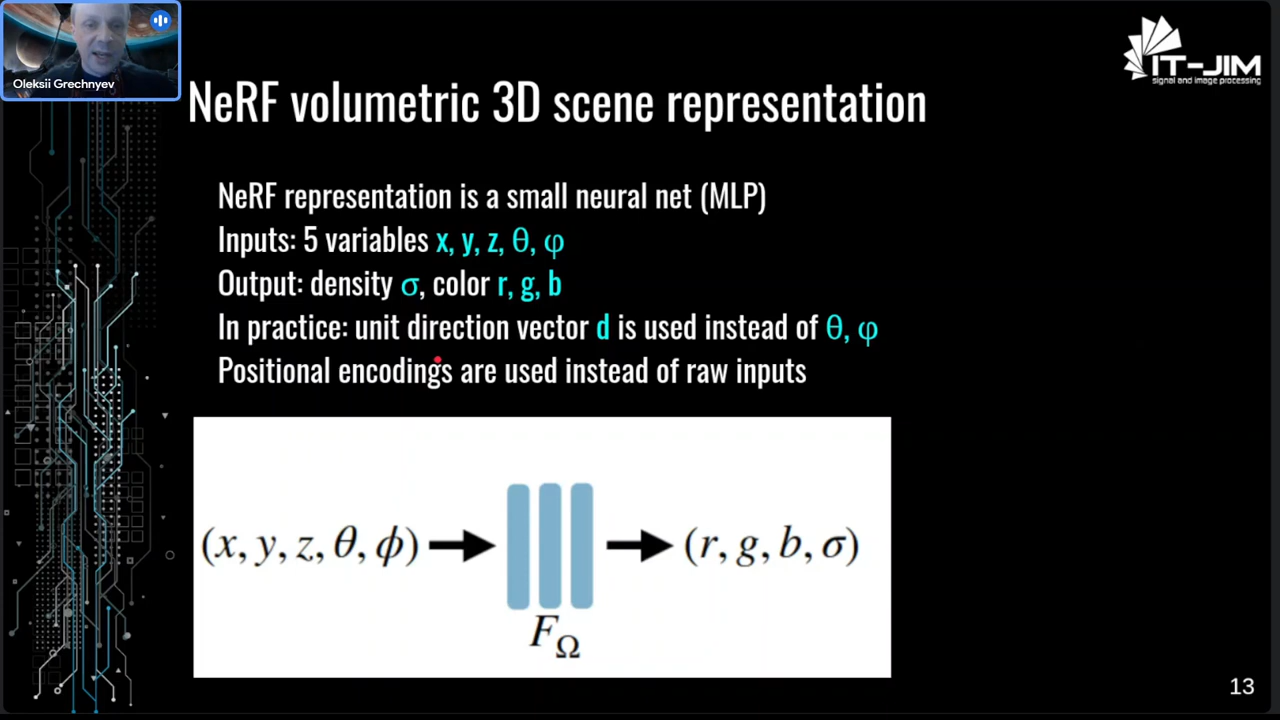 Oleksii Grechnyev
IT-JIM
signal and image processing
NeRF volumetric 3D scene representation
NeRF representation is a small neural net (MLP)
Inputs: 5 variables x, y, z, θ, φ
Output: density σ, color r, g, b
In practice: unit direction vector d is used instead of θ, φ
Positional encodings are used instead of raw inputs
(x, y, z, θ, ϕ) → → (r, g, b, σ)
F_Ω
13